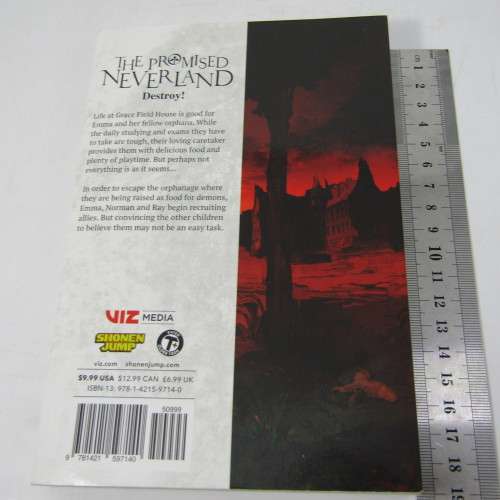 THE PROMISED
NEVERLAND
Destroy!
Life at Grace Field House is good for
Emma and her fellow orphans. While
the daily studying and exams they have
to take are tough, their loving caretaker
provides them with delicious food and
plenty of playtime. But perhaps not
everything is as it seems...
In order to escape the orphanage where
they are being raised as food for demons,
Emma, Norman and Ray begin recruiting
allies. But convincing the other children
to believe them may not be an easy task.
VIZ MEDIA
SHONEN
JUMP
T+
viz.com shonenjump.com
$9.99 USA $12.99 CAN £6.99 UK
ISBN-13: 978-1-4215-9714-0
50999
9 781421 597140
1
2
3
4
5
6
7
8
9
10
11
12
13
14
15
16
17
18
19